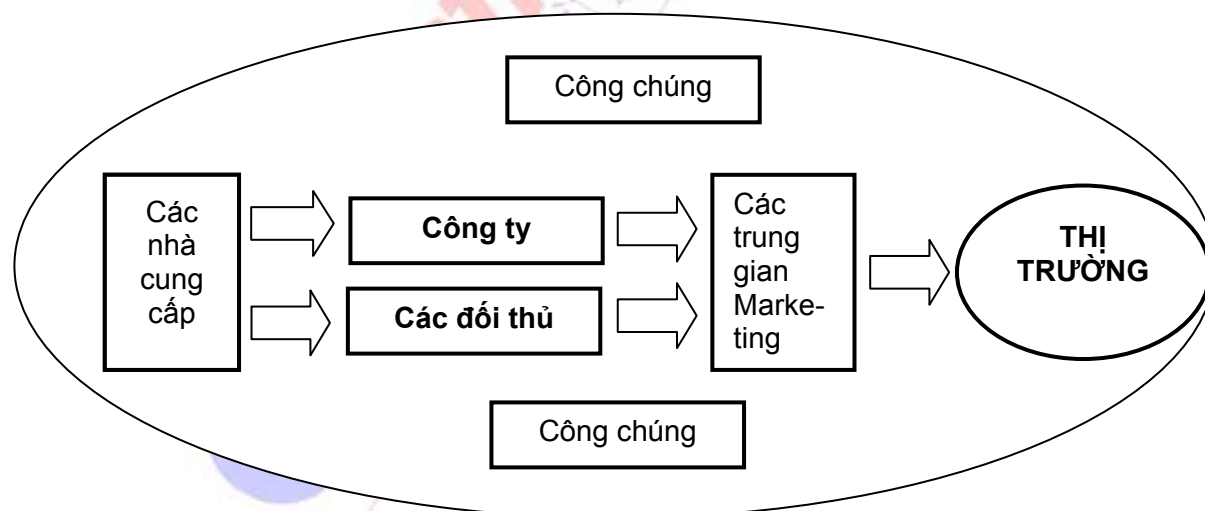 Công chúng
Các
nhà
cung
cấp
Công ty
Các đối thủ
Các
trung
gian
Marke-
ting
THỊ
TRƯỜNG
Công chúng